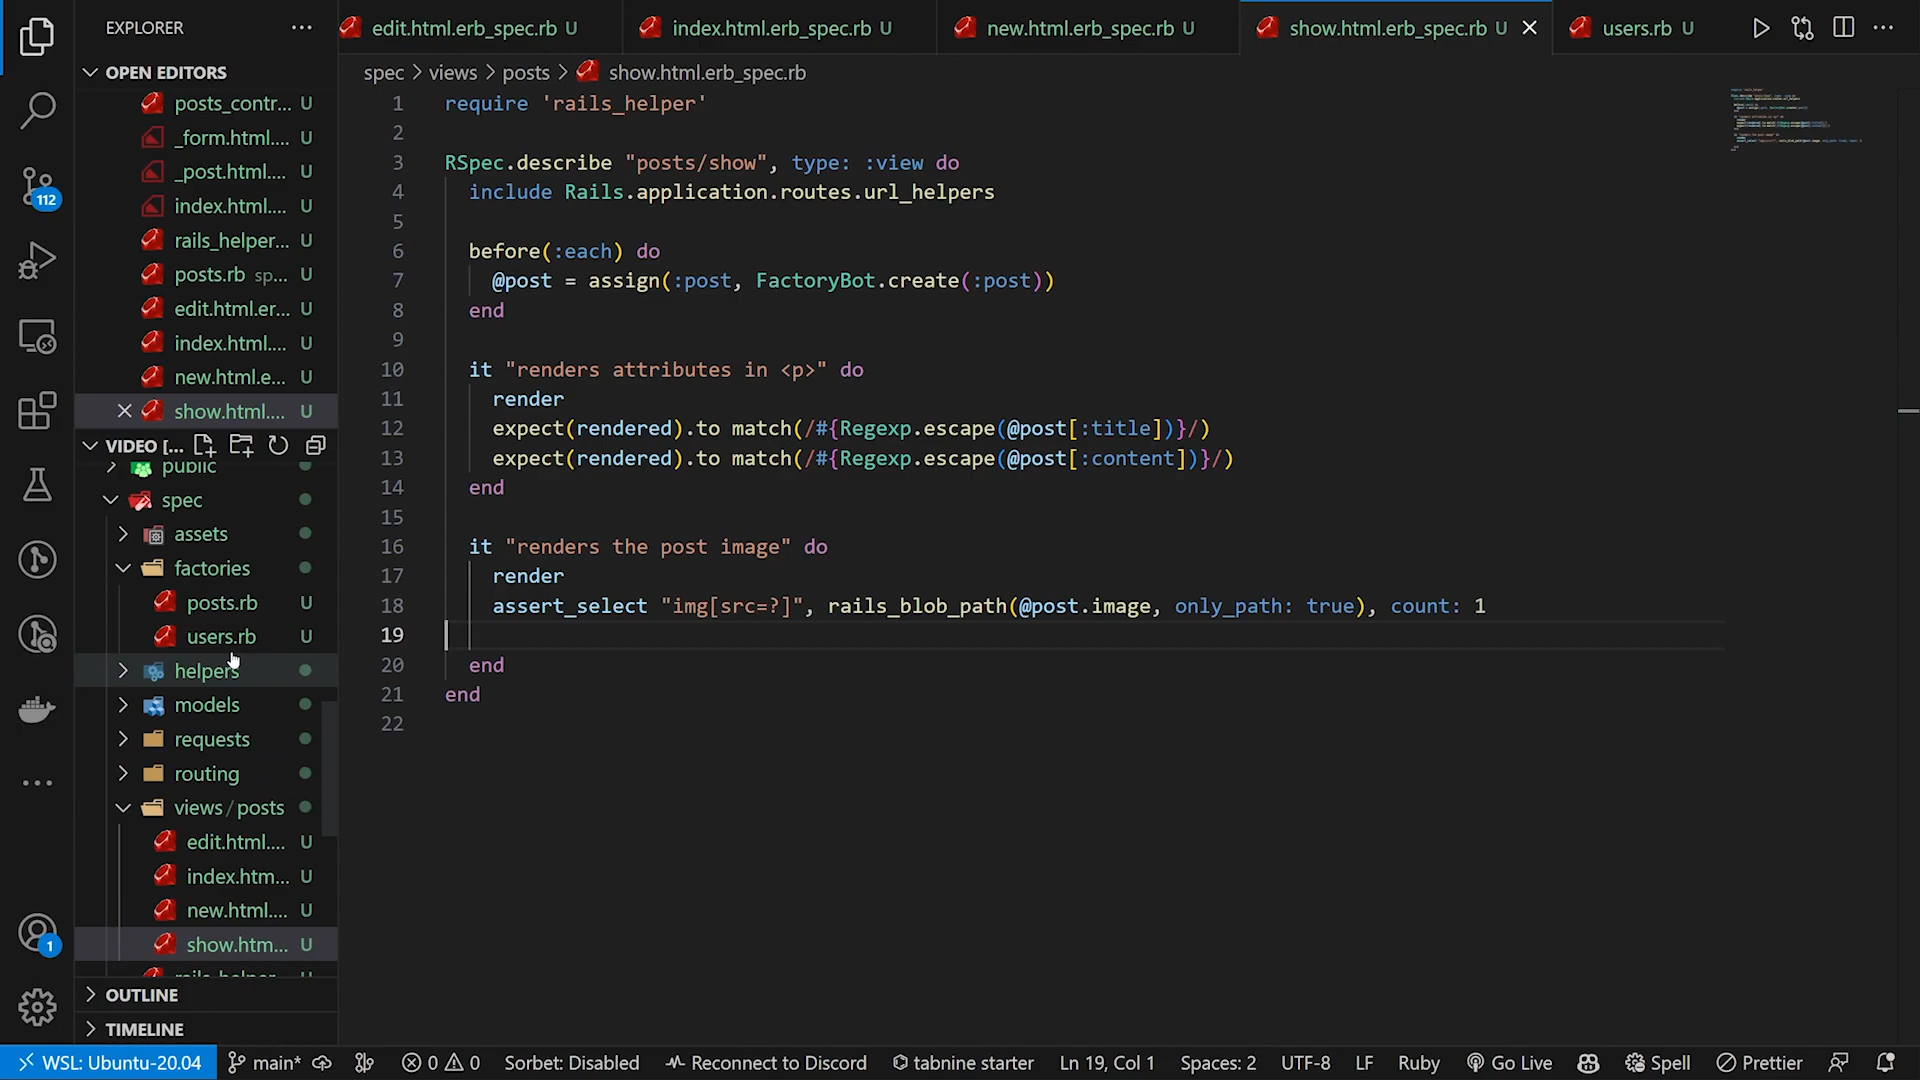 EXPLORER
edit.html.erb_spec.rb U
index.html.erb_spec.rb U
new.html.erb_spec.rb U
show.html.erb_spec.rb U
users.rb U
OPEN EDITORS
posts_contr... U
_form.html.... U
_post.html.... U
index.html.... U
rails_helper... U
posts.rb sp... U
edit.html.er... U
index.html.... U
new.html.e... U
show.html.... U
112
VIDEO [...
public
spec
assets
factories
posts.rb U
users.rb U
helpers
models
requests
routing
views/posts
edit.html.... U
index.htm... U
new.html.... U
show.htm... U
OUTLINE
TIMELINE
1
spec > views > posts > show.html.erb_spec.rb
1 require 'rails_helper'
2
3 RSpec.describe "posts/show", type: :view do
4 include Rails.application.routes.url_helpers
5
6 before(:each) do
7 @post = assign(:post, FactoryBot.create(:post))
8 end
9
10 it "renders attributes in <p>" do
11 render
12 expect(rendered).to match(/#{Regexp.escape(@post[:title])}/)
13 expect(rendered).to match(/#{Regexp.escape(@post[:content])}/)
14 end
15
16 it "renders the post image" do
17 render
18 assert_select "img[src=?]", rails_blob_path(@post.image, only_path: true), count: 1
19
20 end
21 end
22
WSL: Ubuntu-20.04 main* 0 0 Sorbet: Disabled Reconnect to Discord tabnine starter Ln 19, Col 1 Spaces: 2 UTF-8 LF Ruby Go Live Spell Prettier